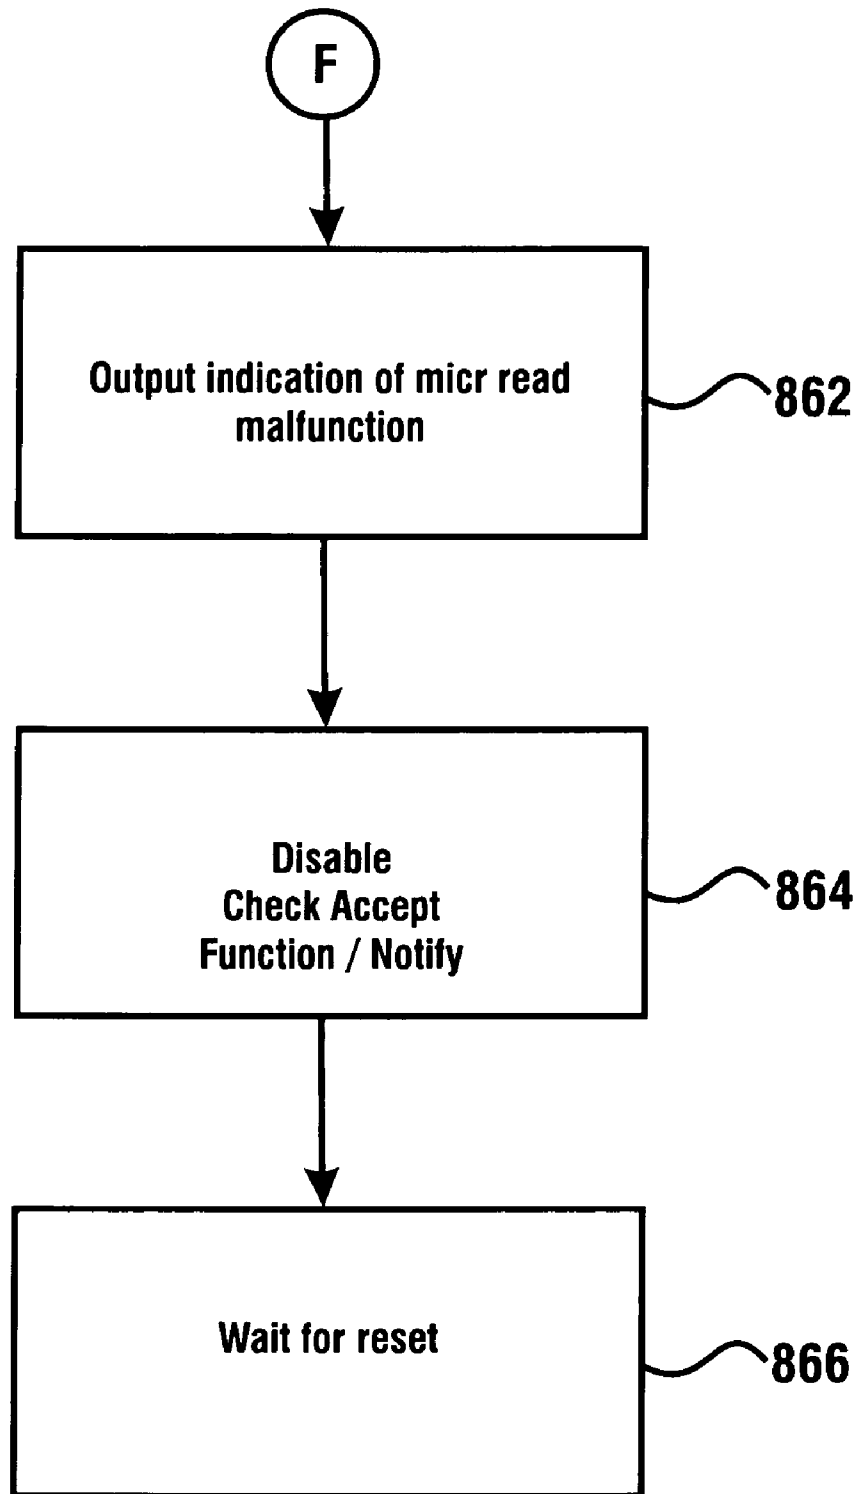 F
Output indication of micr read
malfunction
862
Disable
Check Accept
Function / Notify
864
Wait for reset
866